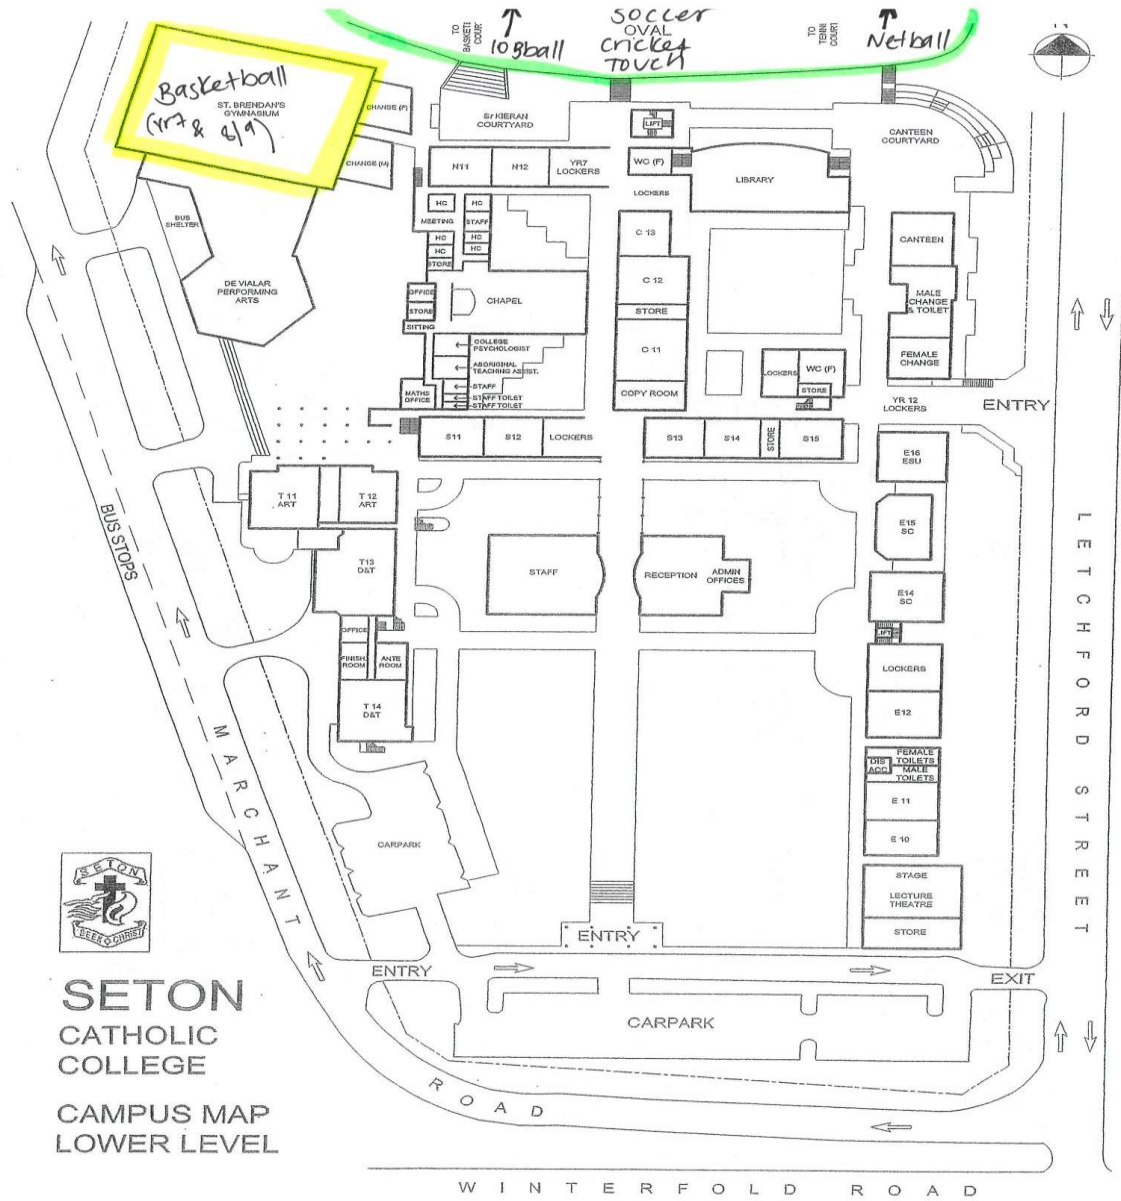 TO
BASKETB
COUR
10Bball
SOCCER
OVAL
Cricket
TOUCH
TO
TENNI
COURT
Netball
N
Basketball
ST. BRENDAN'S
GYMNASIUM
(yr7 & 8/9)
CHANGE (F)
CHANGE (M)
Sr KIERAN
COURTYARD
LIFT
CANTEEN
COURTYARD
N11
N12
YR7
LOCKERS
WC (F)
LIBRARY
LOCKERS
BUS
SHELTER
HC
HC
MEETING
STAFF
HC
HC
HC
HC
STORE
C 13
CANTEEN
DE VIALAR
PERFORMING
ARTS
OFFICE
STORE
SITTING
CHAPEL
C 12
STORE
MALE
CHANGE
& TOILET
COLLEGE
PSYCHOLOGIST
ABORIGINAL
TEACHING ASSIST.
STAFF
STAFF TOILET
STAFF TOILET
MATHS
OFFICE
C 11
COPY ROOM
LOCKERS
WC (F)
STORE
FEMALE
CHANGE
YR 12
LOCKERS
ENTRY
S11
S12
LOCKERS
S13
S14
STORE
S15
E16
ESU
T 11
ART
T 12
ART
E15
SC
BUS STOPS
T13
D&T
STAFF
RECEPTION
ADMIN
OFFICES
E14
SC
LIFT
OFFICE
FINISH.
ROOM
ANTE
ROOM
LOCKERS
T 14
D&T
E12
FEMALE
TOILETS
DIS
ACC
MALE
TOILETS
E 11
E 10
CARPARK
STAGE
LECTURE
THEATRE
STORE
ENTRY
ENTRY
EXIT
CARPARK
MARCHANT
ROAD
LETCHFORD STREET
WINTERFOLD ROAD
SETON
SEEK CHRIST
SETON
CATHOLIC
COLLEGE
CAMPUS MAP
LOWER LEVEL